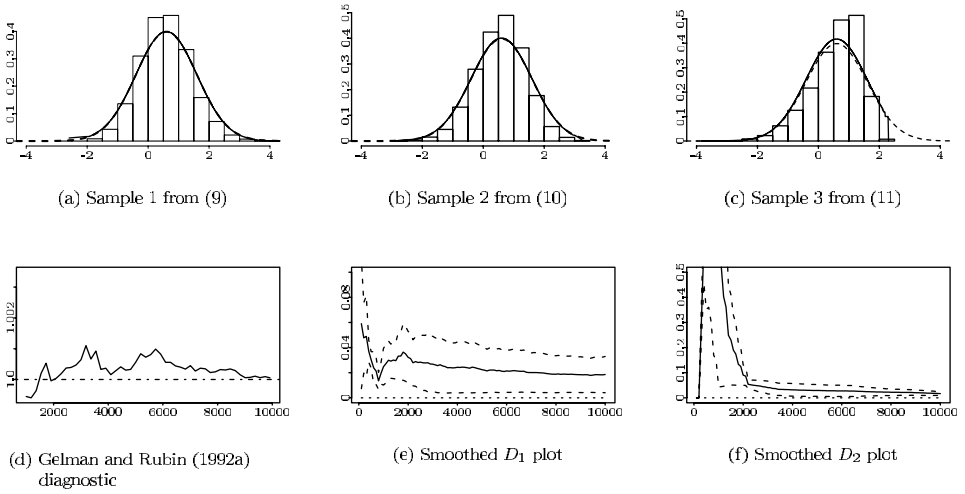 0 0.1 0.2 0.3 0.4
-4 -2 0 2 4
(a) Sample 1 from (9)
0 0.1 0.2 0.3 0.4 0.5
-4 -2 0 2 4
(b) Sample 2 from (10)
0 0.1 0.2 0.3 0.4 0.5
-4 -2 0 2 4
(c) Sample 3 from (11)
1.0 1.002
2000 4000 6000 8000 10000
(d) Gelman and Rubin (1992a)
diagnostic
0 0.04 0.08
0 2000 4000 6000 8000 10000
(e) Smoothed D1 plot
0 0.1 0.2 0.3 0.4 0.5
0 2000 4000 6000 8000 10000
(f) Smoothed D2 plot